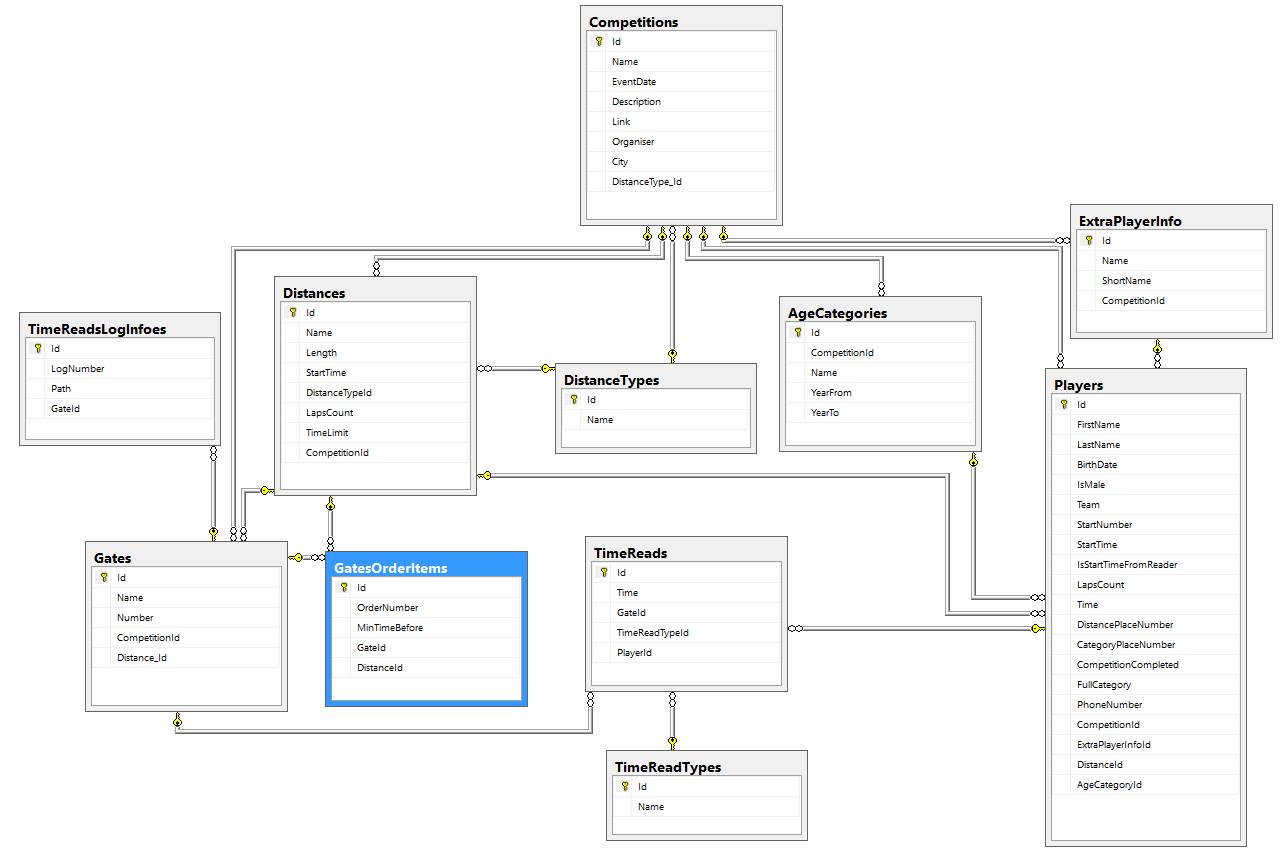 Competitions
Id
Name
EventDate
Description
Link
Organiser
City
DistanceType_Id
ExtraPlayerInfo
Id
Name
ShortName
CompetitionId
Distances
Id
Name
Length
StartTime
DistanceTypeId
LapsCount
TimeLimit
CompetitionId
AgeCategories
Id
CompetitionId
Name
YearFrom
YearTo
TimeReadsLogInfoes
Id
LogNumber
Path
GateId
DistanceTypes
Id
Name
Players
Id
FirstName
LastName
BirthDate
IsMale
Team
StartNumber
StartTime
IsStartTimeFromReader
LapsCount
Time
DistancePlaceNumber
CategoryPlaceNumber
CompetitionCompleted
FullCategory
PhoneNumber
CompetitionId
ExtraPlayerInfoId
DistanceId
AgeCategoryId
Gates
Id
Name
Number
CompetitionId
Distance_Id
GatesOrderItems
Id
OrderNumber
MinTimeBefore
GateId
DistanceId
TimeReads
Id
Time
GateId
TimeReadTypeId
PlayerId
TimeReadTypes
Id
Name